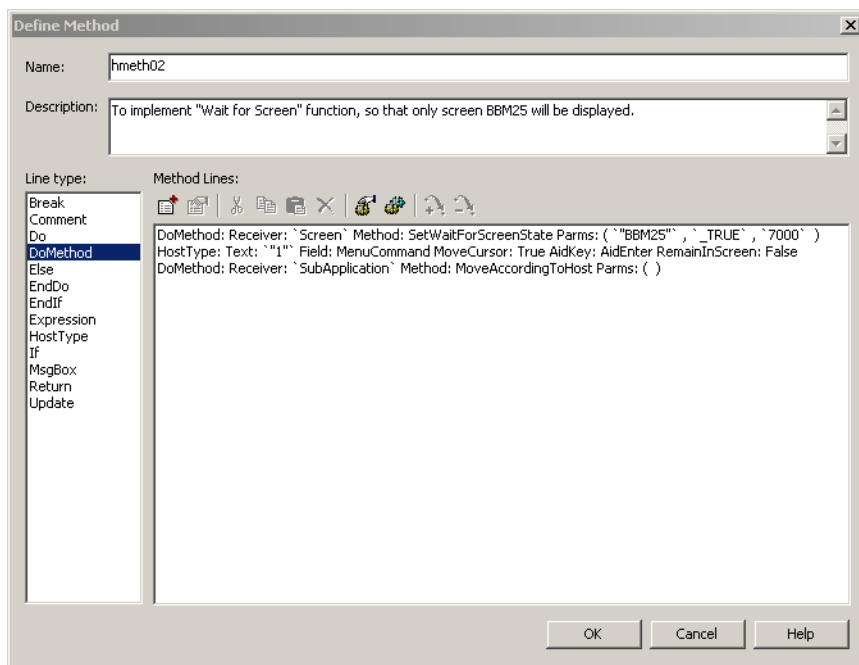 Define Method
Name:
hmeth02
Description:
To implement "Wait for Screen" function, so that only screen BBM25 will be displayed.
Line type:
Break
Comment
Do
DoMethod
Else
EndDo
EndIf
Expression
HostType
If
MsgBox
Return
Update
Method Lines:
DoMethod: Receiver: `Screen` Method: SetWaitForScreenState Parms: ( `"BBM25"` , `_TRUE` , `7000` )
HostType: Text: `"1"` Field: MenuCommand MoveCursor: True AidKey: AidEnter RemainInScreen: False
DoMethod: Receiver: `SubApplication` Method: MoveAccordingToHost Parms: ( )
OK
Cancel
Help